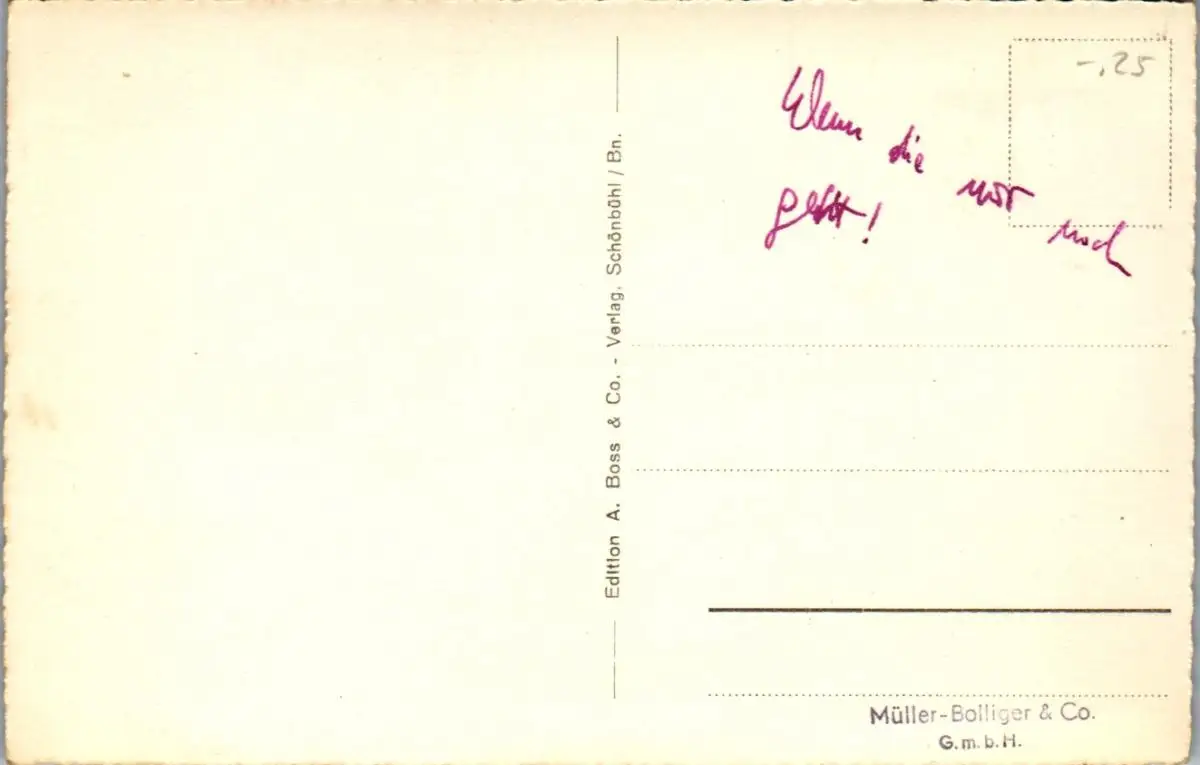 -.25
Wenn die nur noch
geht!
Edition A. Boss & Co. - Verlag, Schönbühl / Bn.
Müller-Bolliger & Co.
G.m.b.H.